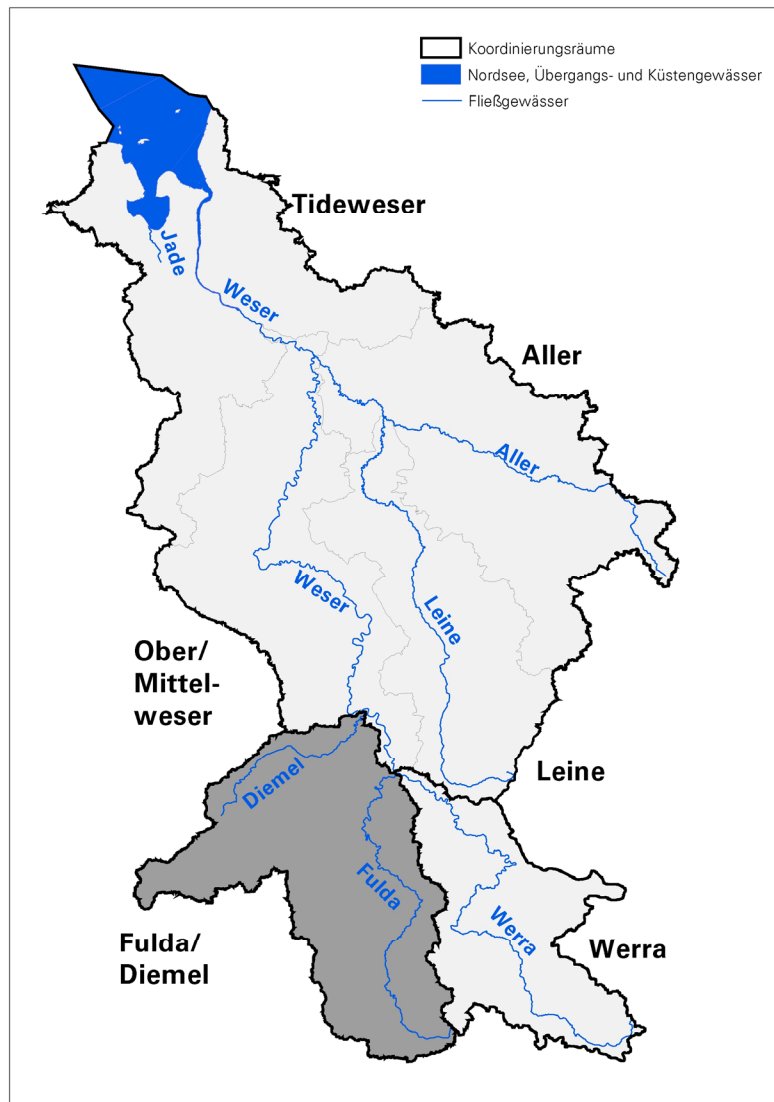 Koordinierungsräume
Nordsee, Übergangs- und Küstengewässer
Fließgewässer
Tideweser
Jade
Weser
Aller
Aller
Weser
Leine
Ober/
Mittel-
weser
Diemel
Leine
Fulda
Werra
Fulda/
Diemel
Werra